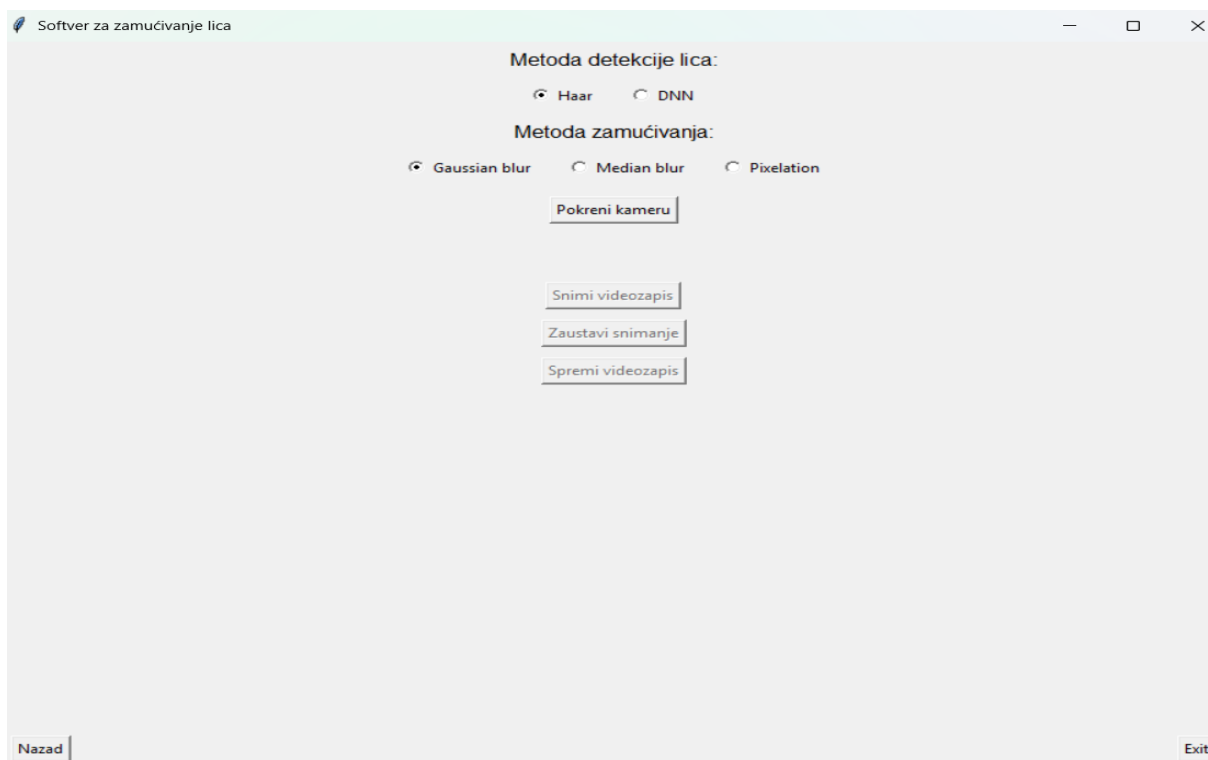 Softver za zamućivanje lica
Metoda detekcije lica:
Haar DNN
Metoda zamućivanja:
Gaussian blur Median blur Pixelation
Pokreni kameru
Snimi videozapis
Zaustavi snimanje
Spremi videozapis
Nazad Exit